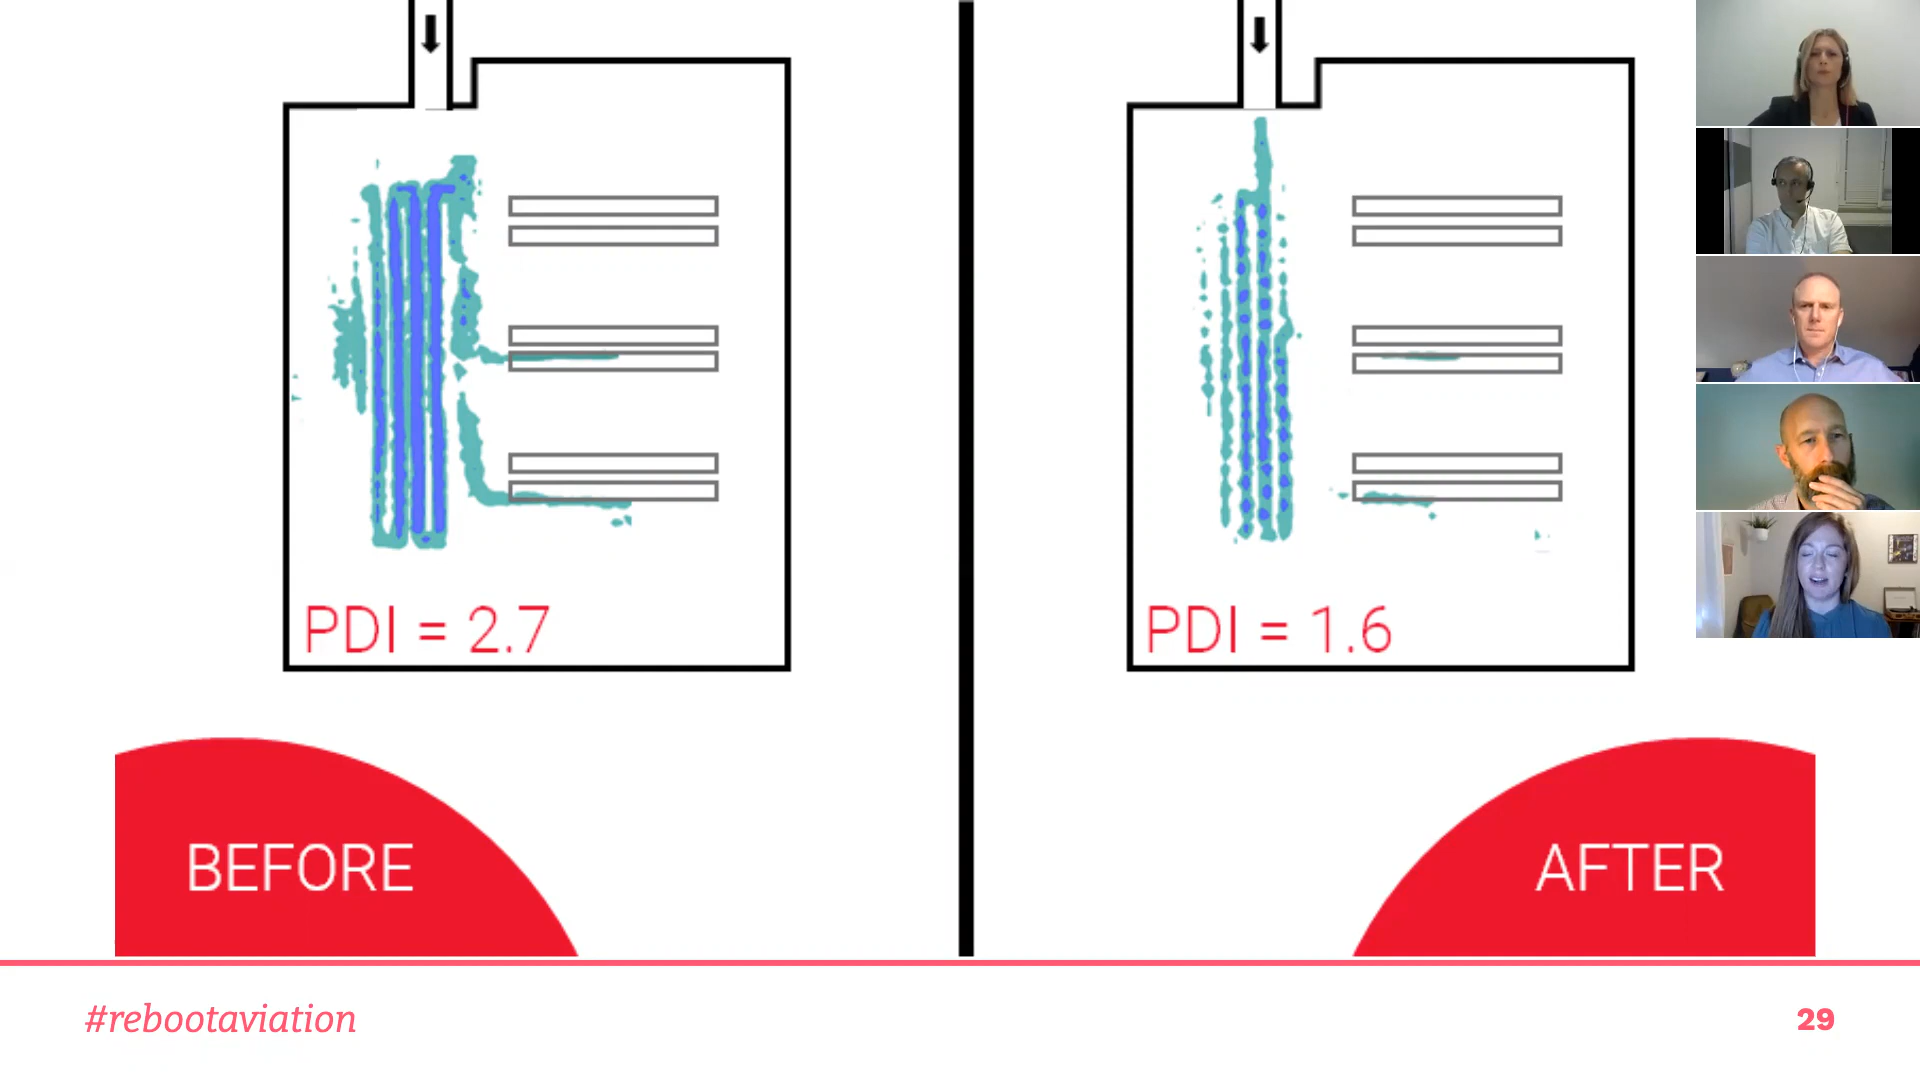 PDI = 2.7
PDI = 1.6
BEFORE
AFTER
#rebootaviation
29